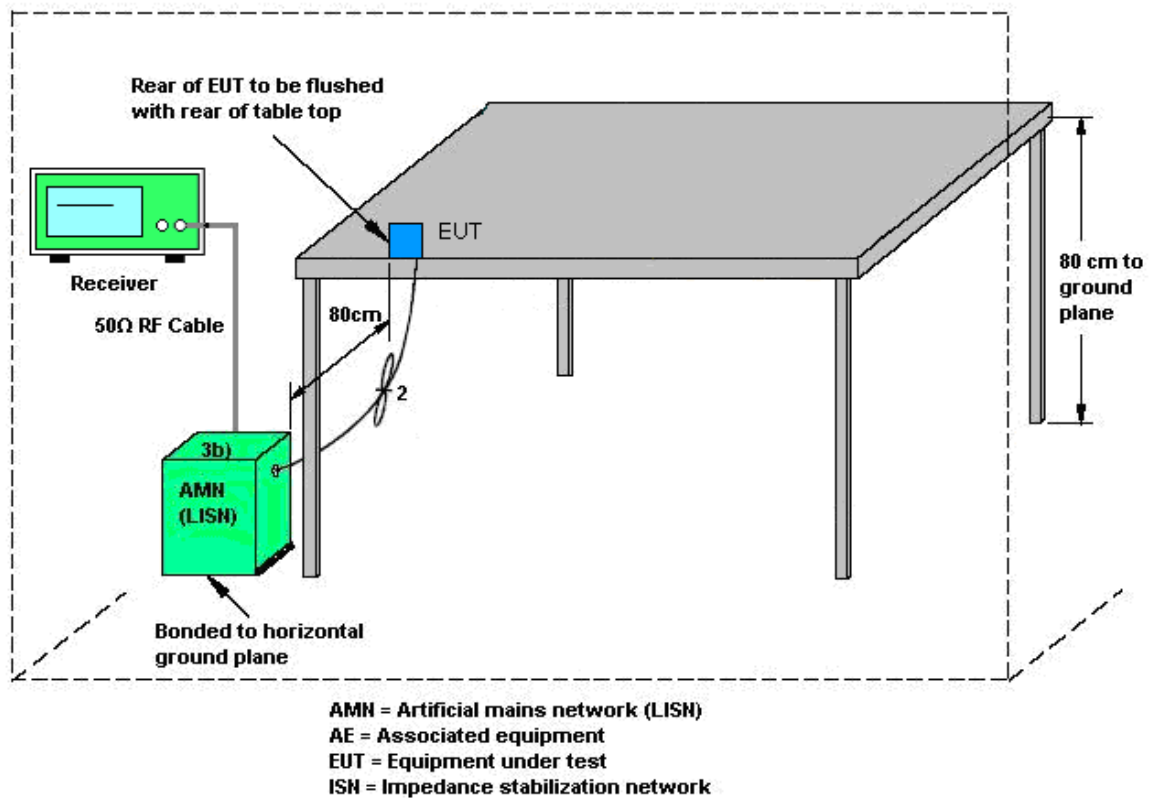 Rear of EUT to be flushed
with rear of table top
EUT
Receiver
50Ω RF Cable
80cm
80 cm to
ground
plane
2
3b)
AMN
(LISN)
Bonded to horizontal
ground plane
AMN = Artificial mains network (LISN)
AE = Associated equipment
EUT = Equipment under test
ISN = Impedance stabilization network